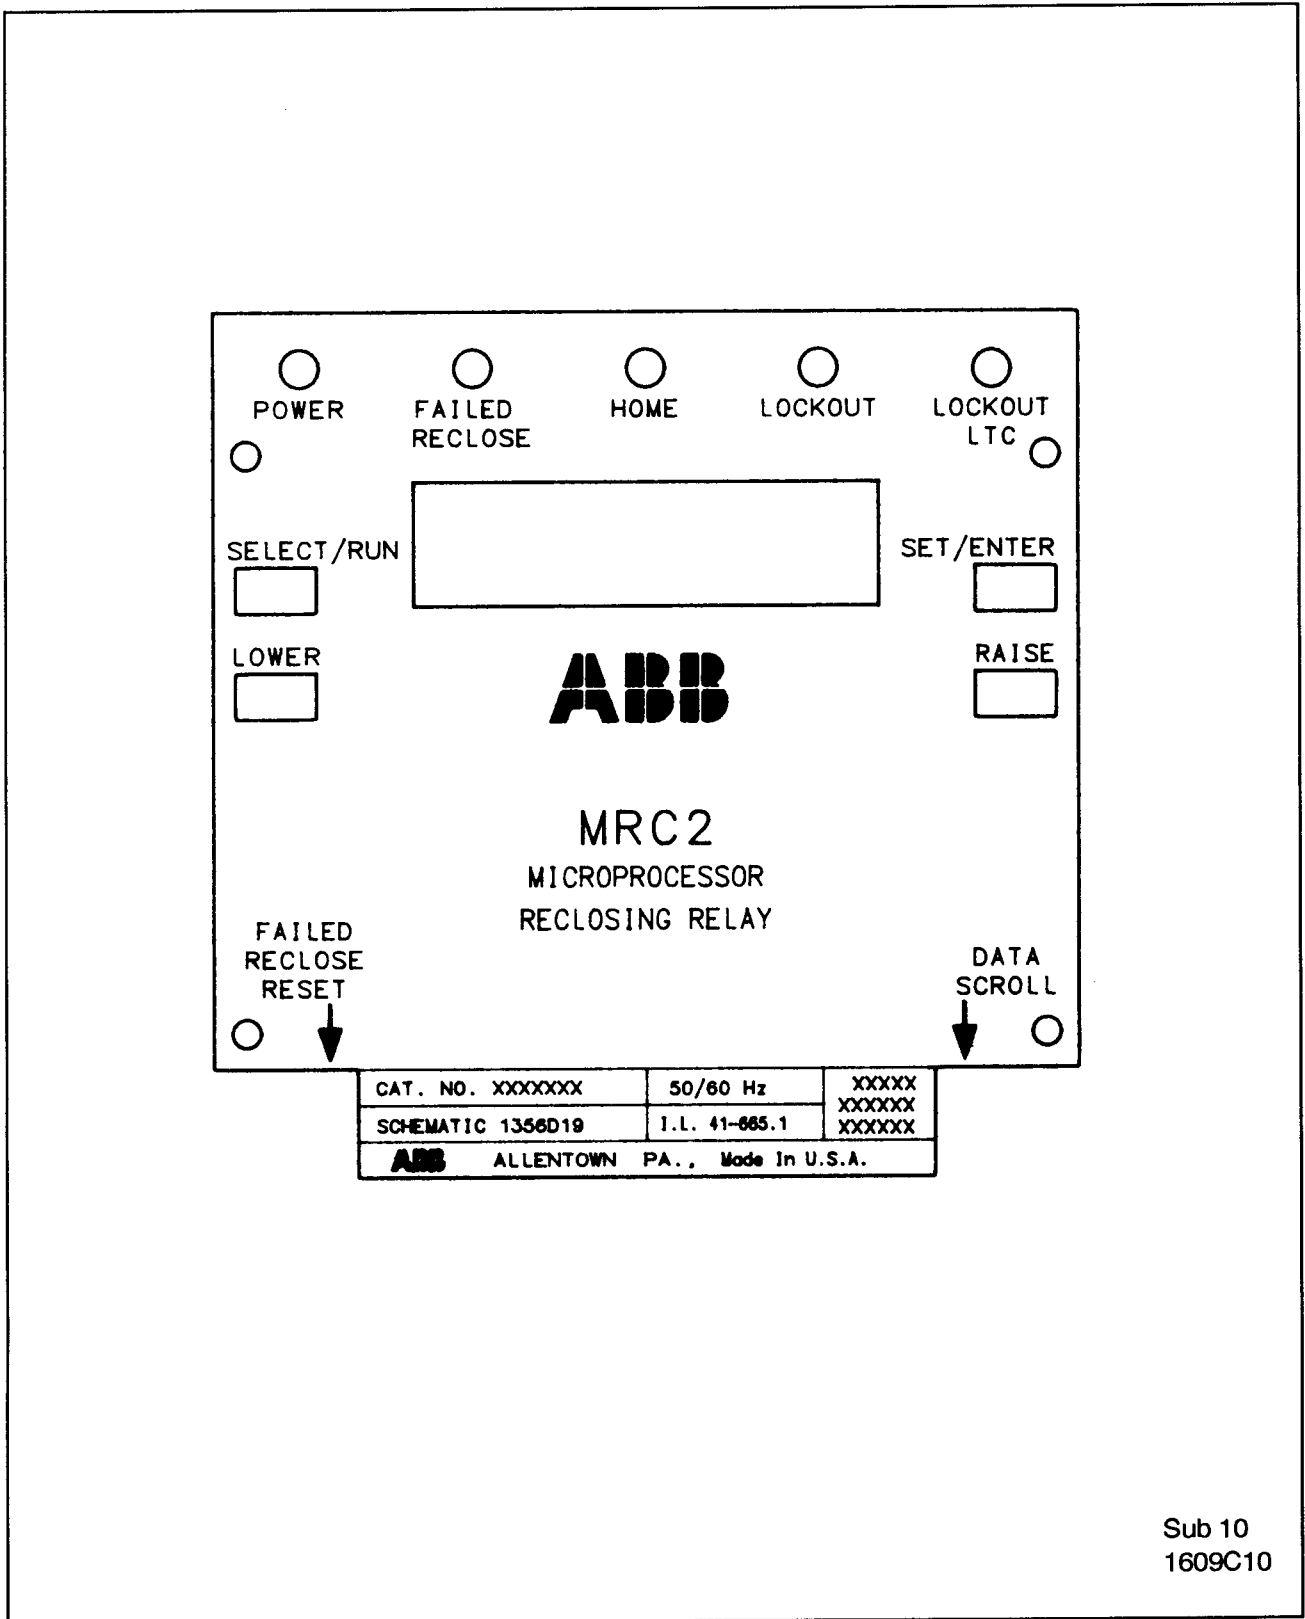 POWER
FAILED
RECLOSE
HOME
LOCKOUT
LOCKOUT
LTC
SELECT/RUN
SET/ENTER
LOWER
RAISE
ABB
MRC2
MICROPROCESSOR
RECLOSING RELAY
FAILED
RECLOSE
RESET
DATA
SCROLL
CAT. NO. XXXXXXX
50/60 Hz
XXXXX
XXXXXX
XXXXXX
SCHEMATIC 1356D19
I.L. 41-665.1
ABB ALLENTOWN PA., Made In U.S.A.
Sub 10
1609C10